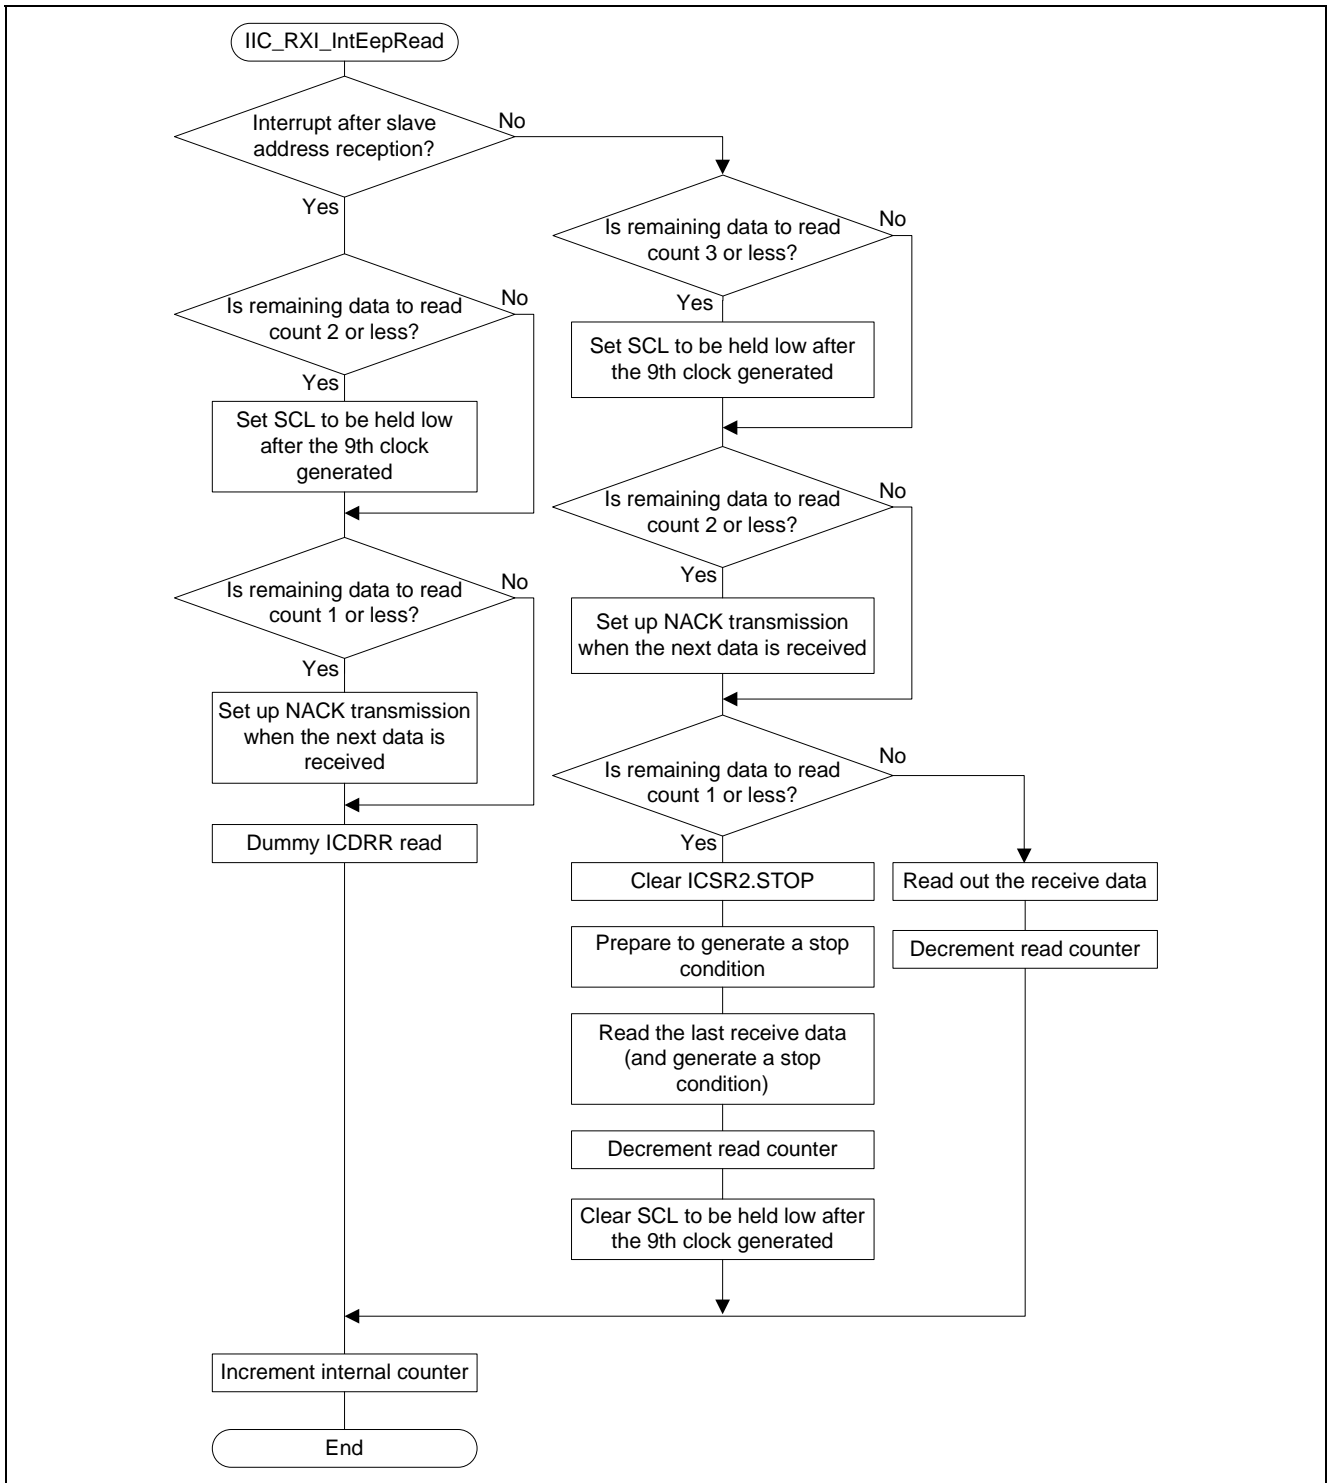 IIC_RXI_IntEepRead
Interrupt after slave
address reception?
No
Yes
Is remaining data to read
count 2 or less?
No
Yes
Set SCL to be held low
after the 9th clock
generated
Is remaining data to read
count 1 or less?
No
Yes
Set up NACK transmission
when the next data is
received
Dummy ICDRR read
Is remaining data to read
count 3 or less?
No
Yes
Set SCL to be held low after
the 9th clock generated
Is remaining data to read
count 2 or less?
No
Yes
Set up NACK transmission
when the next data is received
Is remaining data to read
count 1 or less?
No
Yes
Clear ICSR2.STOP
Prepare to generate a stop
condition
Read the last receive data
(and generate a stop
condition)
Decrement read counter
Clear SCL to be held low after
the 9th clock generated
Read out the receive data
Decrement read counter
Increment internal counter
End